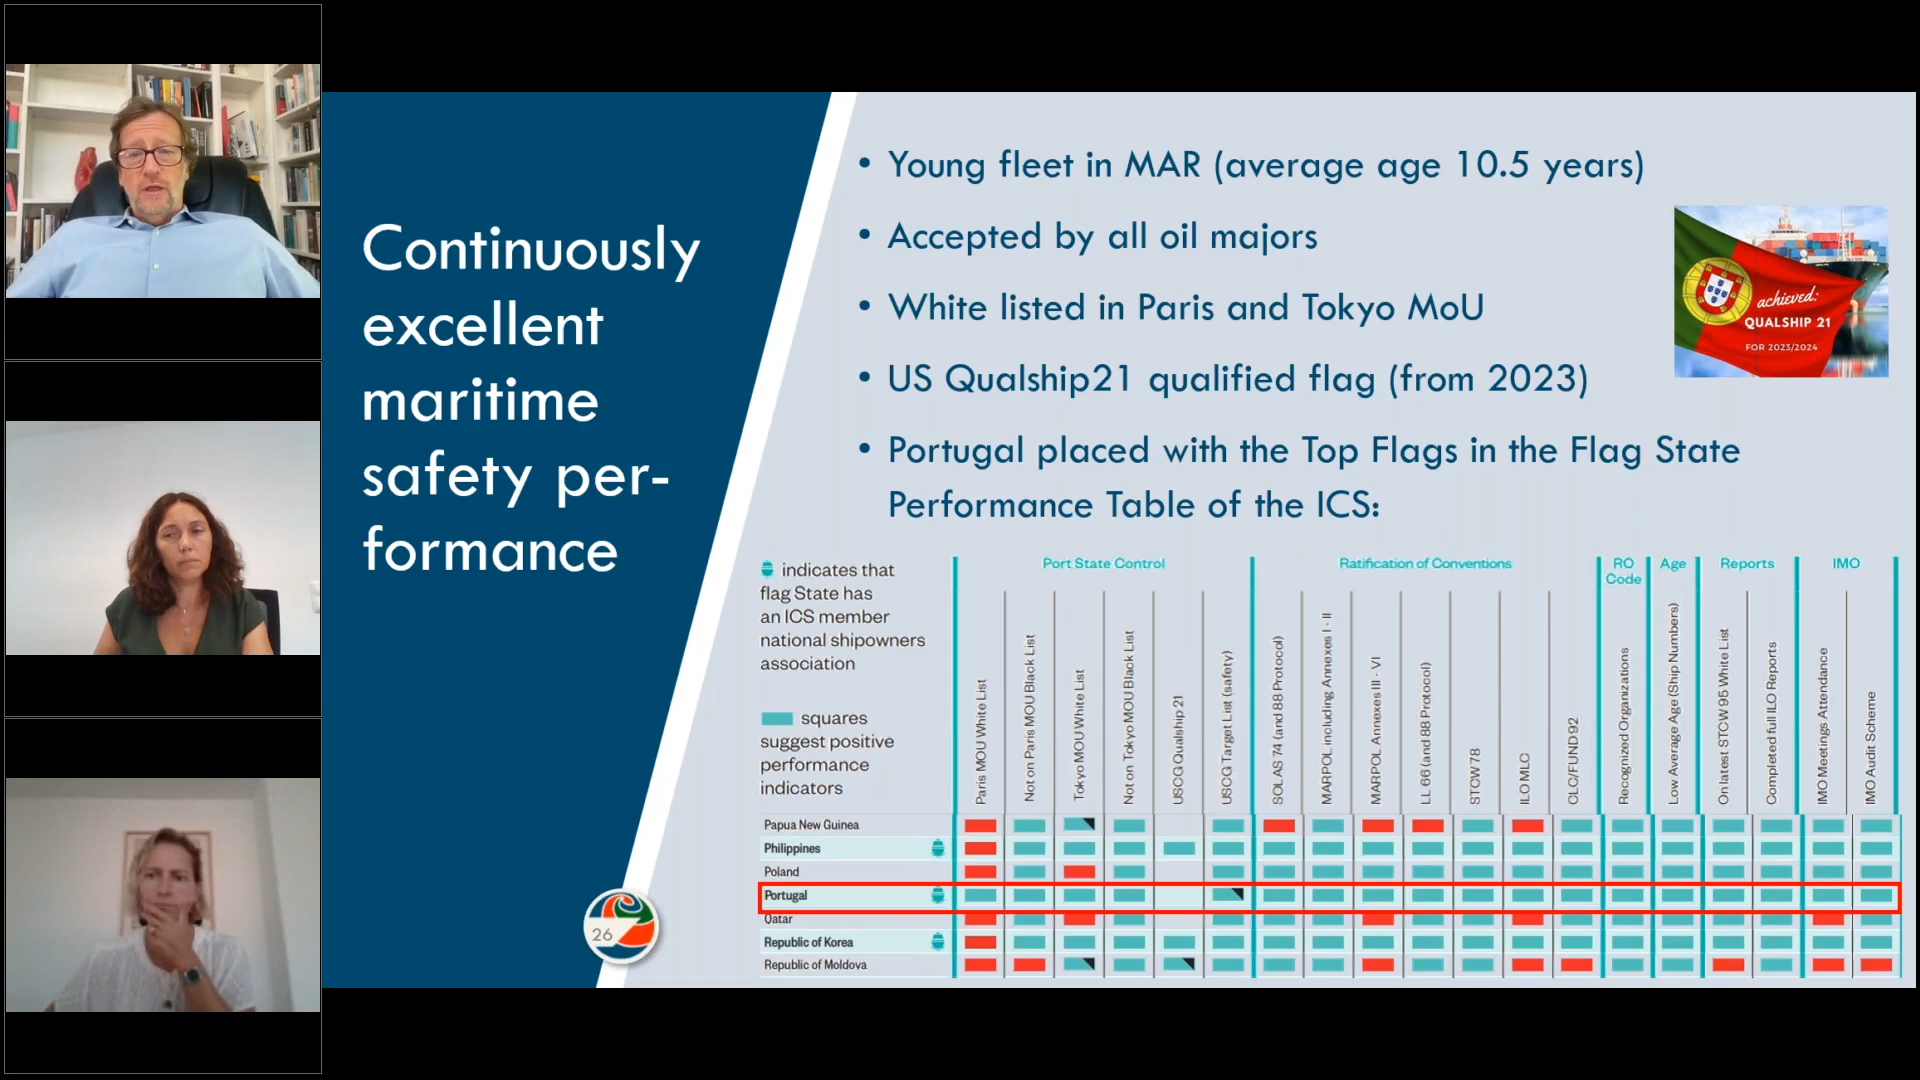 Continuously
excellent
maritime
safety per-
formance
26
• Young fleet in MAR (average age 10.5 years)
• Accepted by all oil majors
• White listed in Paris and Tokyo MoU
• US Qualship21 qualified flag (from 2023)
• Portugal placed with the Top Flags in the Flag State
Performance Table of the ICS:
achieved:
QUALSHIP 21
FOR 2023/2024
indicates that
flag State has
an ICS member
national shipowners
association
squares
suggest positive
performance
indicators
Port State Control
Ratification of Conventions
RO
Code
Age
Reports
IMO
Paris MOU White List
Not on Paris MOU Black List
Tokyo MOU White List
Not on Tokyo MOU Black List
USCG Qualship 21
USCG Target List (safety)
SOLAS 74 (and 88 Protocol)
MARPOL including Annexes I - II
MARPOL Annexes III - VI
LL 66 (and 88 Protocol)
STCW 78
ILO MLC
CLC/FUND 92
Recognized Organizations
Low Average Age (Ship Numbers)
On latest STCW 95 White List
Completed full ILO Reports
IMO Meetings Attendance
IMO Audit Scheme
Papua New Guinea
Philippines
Poland
Portugal
Qatar
Republic of Korea
Republic of Moldova